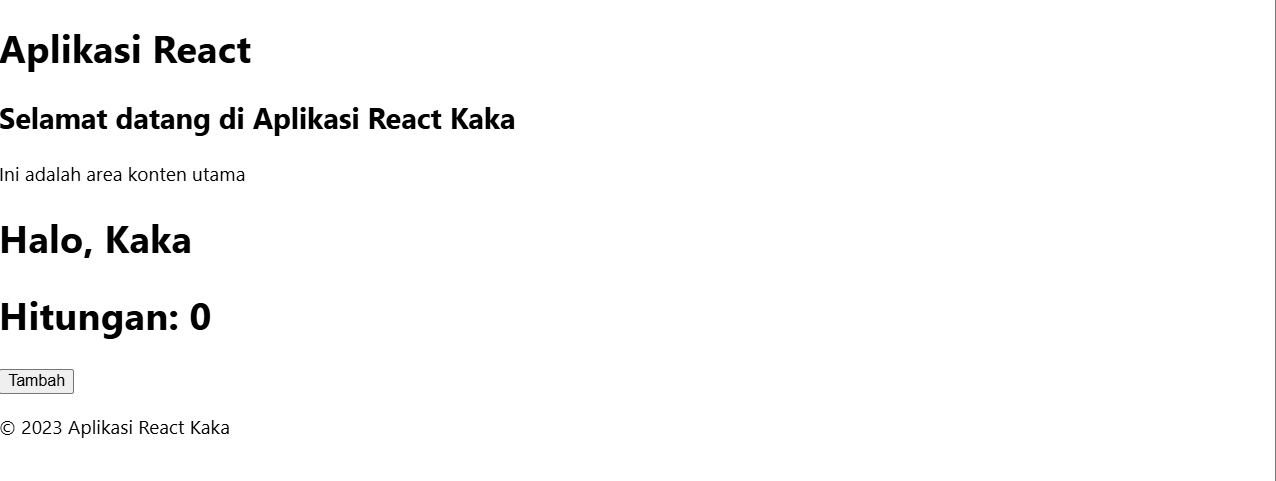 Aplikasi React
Selamat datang di Aplikasi React Kaka
Ini adalah area konten utama
Halo, Kaka
Hitungan: 0
Tambah
© 2023 Aplikasi React Kaka